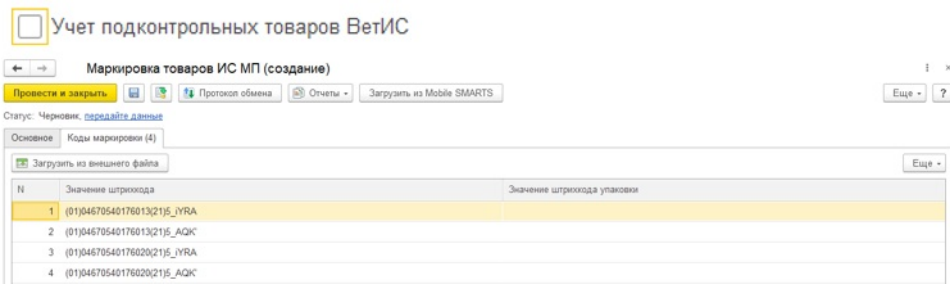 Учет подконтрольных товаров ВетИС
Маркировка товаров ИС МП (создание)
Провести и закрыть Протокол обмена Отчеты Загрузить из Mobile SMARTS Еще ?
Статус: Черновик, передайте данные
Основное Коды маркировки (4)
Загрузить из внешнего файла Еще
N Значение штрихкода Значение штрихкода упаковки
1 (01)04670540176013(21)5_iYRA
2 (01)04670540176013(21)5_AQK'
3 (01)04670540176020(21)5_iYRA
4 (01)04670540176020(21)5_AQK'